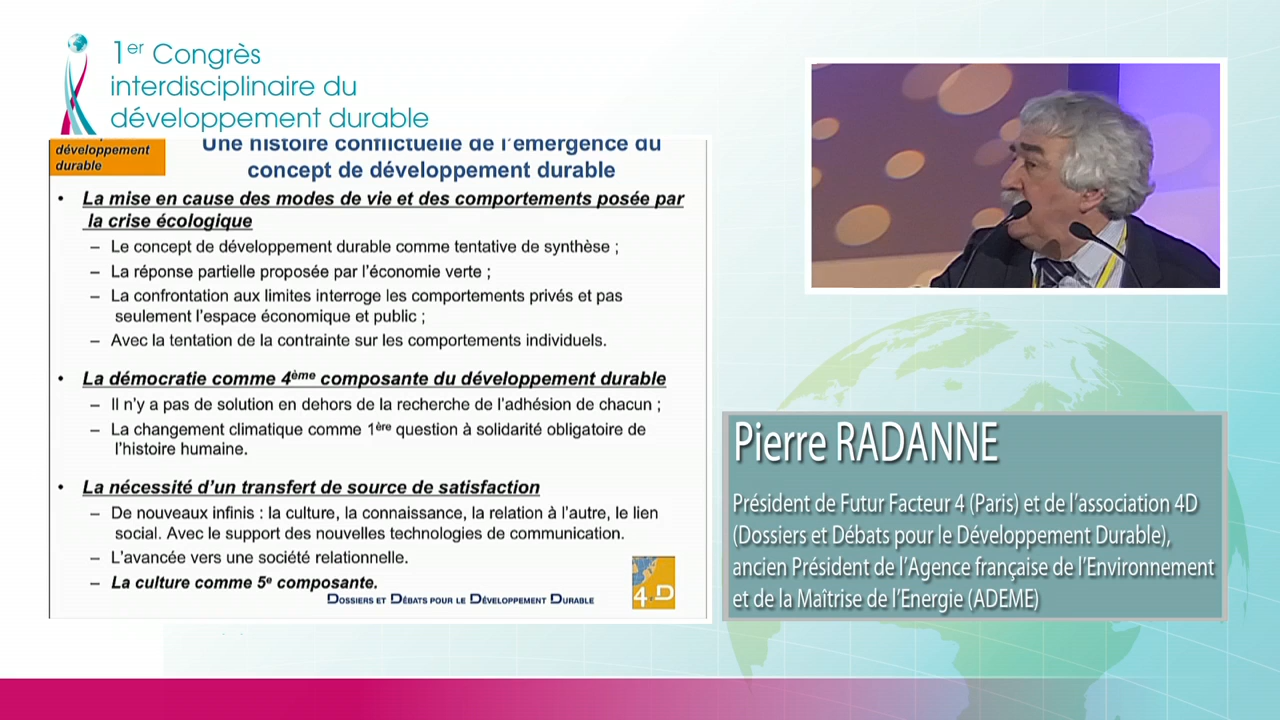 1er Congrès
interdisciplinaire du
développement durable
développement
durable
Une histoire conflictuelle de l'émergence du
concept de développement durable
• La mise en cause des modes de vie et des comportements posée par
la crise écologique
– Le concept de développement durable comme tentative de synthèse ;
– La réponse partielle proposée par l'économie verte ;
– La confrontation aux limites interroge les comportements privés et pas
seulement l'espace économique et public ;
– Avec la tentation de la contrainte sur les comportements individuels.
• La démocratie comme 4ème composante du développement durable
– Il n'y a pas de solution en dehors de la recherche de l'adhésion de chacun ;
– La changement climatique comme 1ère question à solidarité obligatoire de
l'histoire humaine.
• La nécessité d'un transfert de source de satisfaction
– De nouveaux infinis : la culture, la connaissance, la relation à l'autre, le lien
social. Avec le support des nouvelles technologies de communication.
– L'avancée vers une société relationnelle.
– La culture comme 5e composante.
DOSSIERS ET DÉBATS POUR LE DÉVELOPPEMENT DURABLE
4.D
Pierre RADANNE
Président de Futur Facteur 4 (Paris) et de l'association 4D
(Dossiers et Débats pour le Développement Durable),
ancien Président de l'Agence française de l'Environnement
et de la Maîtrise de l'Energie (ADEME)